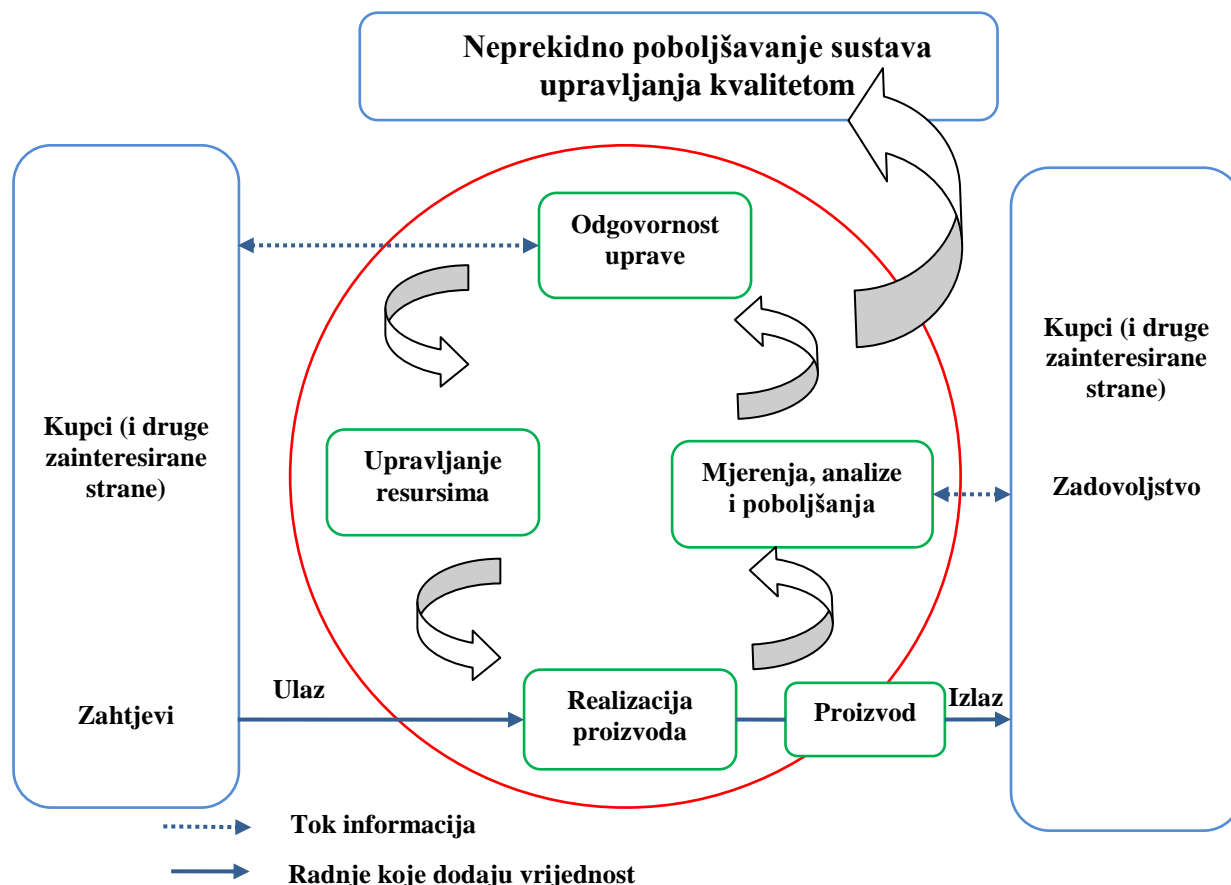 Neprekidno poboljšavanje sustava
upravljanja kvalitetom
Odgovornost
uprave
Kupci (i druge
zainteresirane
strane)
Zadovoljstvo
Kupci (i druge
zainteresirane
strane)
Upravljanje
resursima
Mjerenja, analize
i poboljšanja
Zahtjevi
Ulaz
Realizacija
proizvoda
Proizvod
Izlaz
Tok informacija
Radnje koje dodaju vrijednost